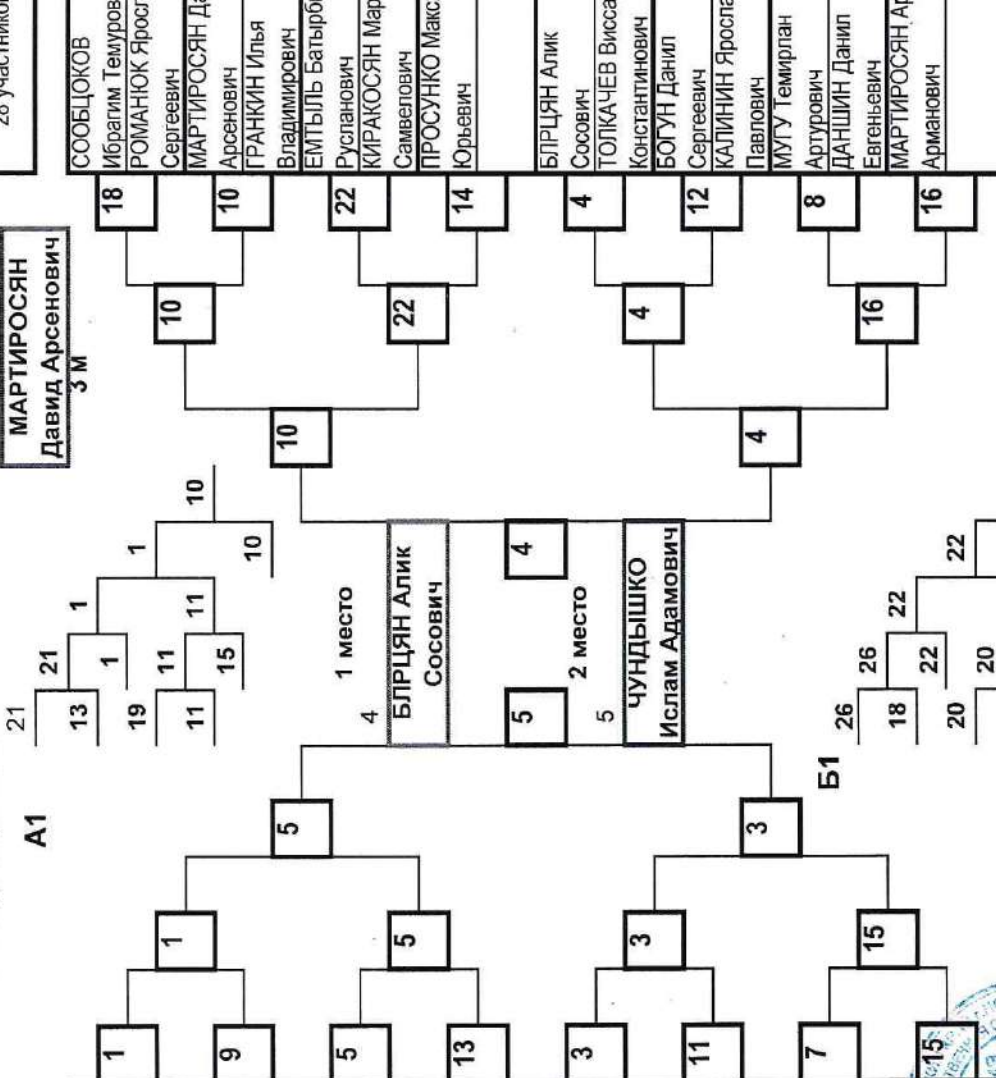 участников
МАРТИРОСЯН
Давид Арсенович
3 м
А1
21
13
19
11
21
1
11
15
1
11
1
10
10
1
9
5
13
3
11
7
15
1
5
3
15
5
3
1 место
4
БЛРЦЯН Алик
Сосович
5
4
2 место
5
ЧУНДЫШКО
Ислам Адамович
Б1
26
18
20
26
22
20
22
22
10
4
10
22
4
16
18
10
22
14
4
12
8
16
СООБЦОКОВ
Ибрагим Темуров
РОМАНЮК Яросл
Сергеевич
МАРТИРОСЯН Да
Арсенович
ГРАНКИН Илья
Владимирович
ЕМТЫЛЬ Батырби
Русланович
КИРАКОСЯН Мар
Самвелович
ПРОСУНКО Макс
Юрьевич
БЛРЦЯН Алик
Сосович
ТОЛКАЧЕВ Висса
Константинович
БОГУН Данил
Сергеевич
КАЛИНИН Яросла
Павлович
МУГУ Темирлан
Артурович
ДАНШИН Данил
Евгеньевич
МАРТИРОСЯН Ар
Арманович